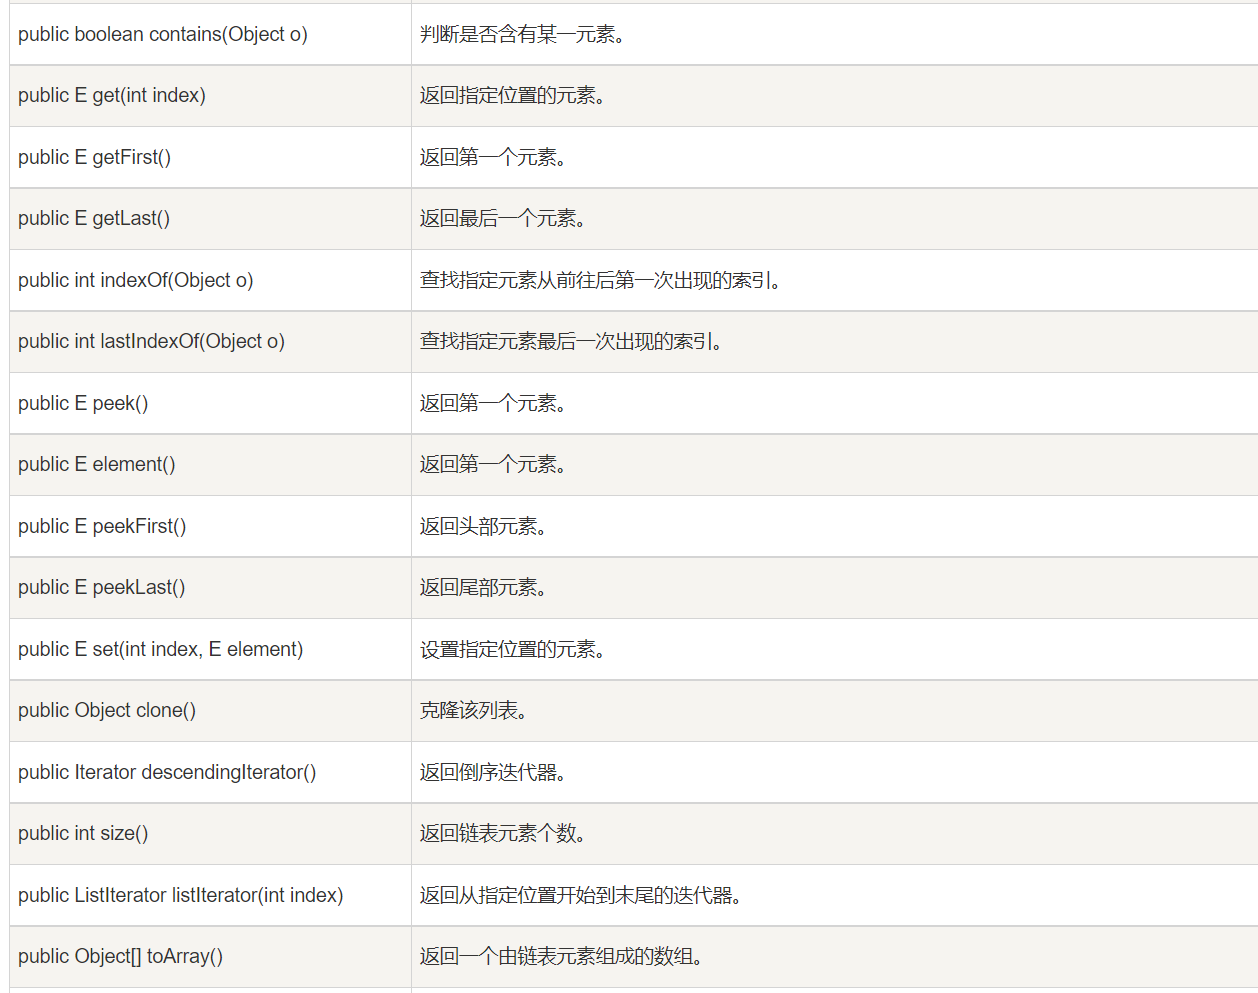 public boolean contains(Object o) 判断是否含有某一元素。
public E get(int index) 返回指定位置的元素。
public E getFirst() 返回第一个元素。
public E getLast() 返回最后一个元素。
public int indexOf(Object o) 查找指定元素从前往后第一次出现的索引。
public int lastIndexOf(Object o) 查找指定元素最后一次出现的索引。
public E peek() 返回第一个元素。
public E element() 返回第一个元素。
public E peekFirst() 返回头部元素。
public E peekLast() 返回尾部元素。
public E set(int index, E element) 设置指定位置的元素。
public Object clone() 克隆该列表。
public Iterator descendingIterator() 返回倒序迭代器。
public int size() 返回链表元素个数。
public ListIterator listIterator(int index) 返回从指定位置开始到末尾的迭代器。
public Object[] toArray() 返回一个由链表元素组成的数组。